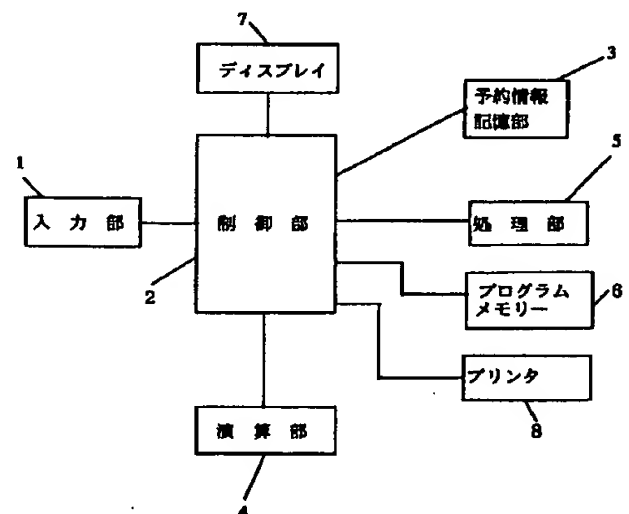 7
ディスプレイ
3
予約情報
記憶部
1
入力部
制御部
2
5
処理部
プログラム
メモリー
6
プリンタ
8
演算部
4